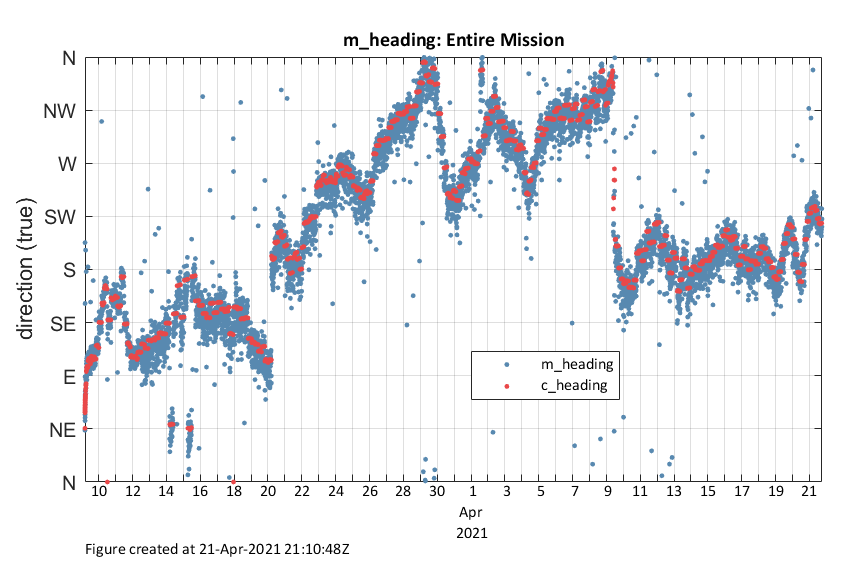 m_heading: Entire Mission
direction (true)
N
NW
W
SW
S
SE
E
NE
N
m_heading
c_heading
10 12 14 16 18 20 22 24 26 28 30 1 3 5 7 9 11 13 15 17 19 21
Apr
2021
Figure created at 21-Apr-2021 21:10:48Z